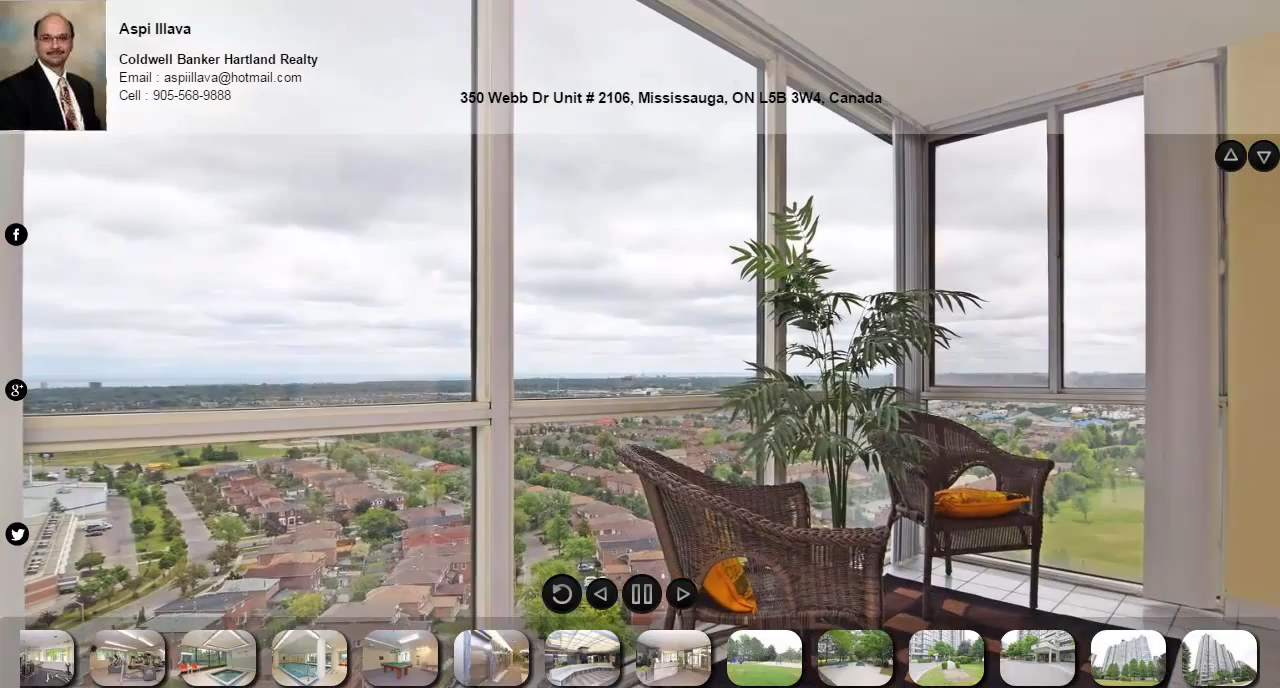 Aspi Illava
Coldwell Banker Hartland Realty
Email : aspiillava@hotmail.com
Cell : 905-568-9888
350 Webb Dr Unit # 2106, Mississauga, ON L5B 3W4, Canada
f
g+